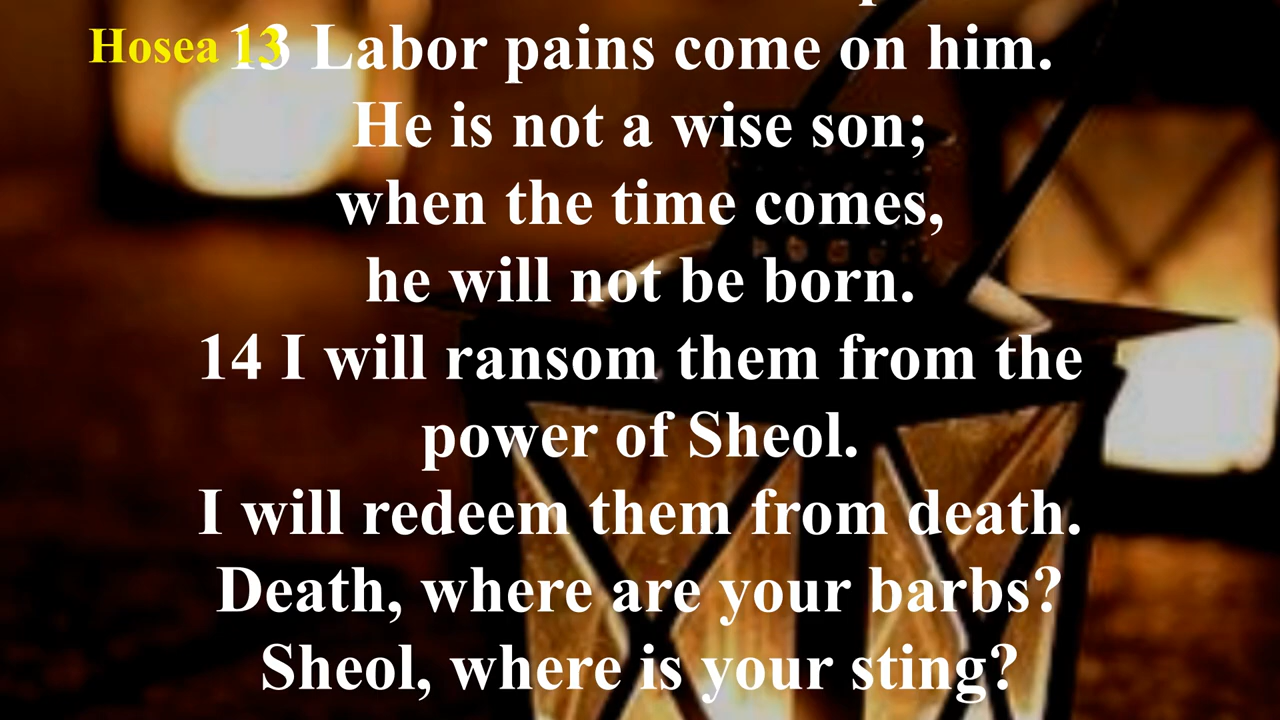 Hosea 13
13 Labor pains come on him.
He is not a wise son;
when the time comes,
he will not be born.
14 I will ransom them from the
power of Sheol.
I will redeem them from death.
Death, where are your barbs?
Sheol, where is your sting?